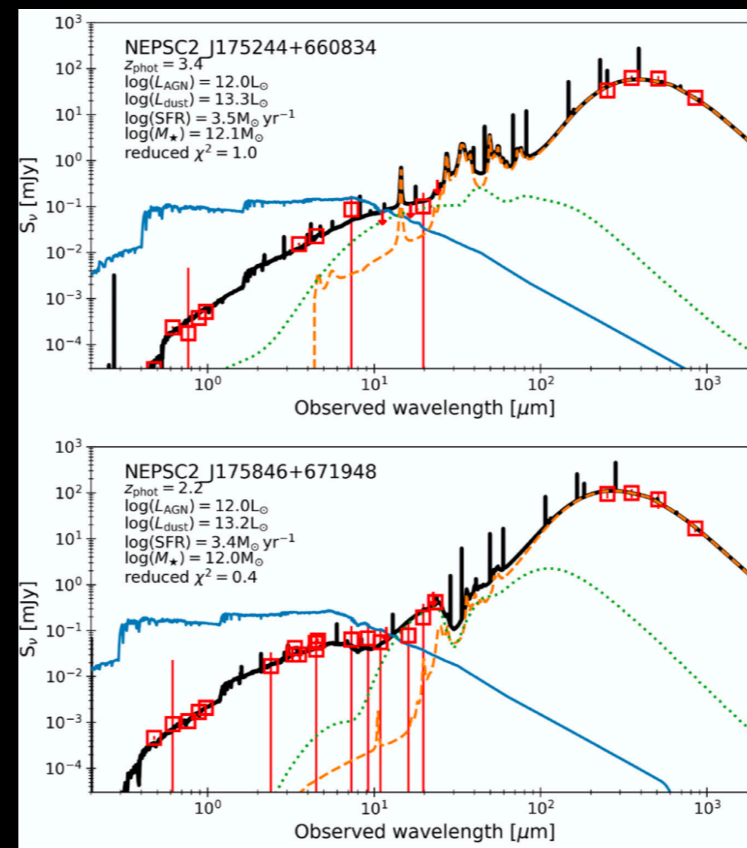 10³
10²
10¹
10⁰
10⁻¹
10⁻²
10⁻³
10⁻⁴
S_ν [mJy]
NEPSC2_J175244+660834
z_phot = 3.4
log(L_AGN) = 12.0L_⊙
log(L_dust) = 13.3L_⊙
log(SFR) = 3.5M_⊙ yr⁻¹
log(M_★) = 12.1M_⊙
reduced χ² = 1.0
10⁰ 10¹ 10² 10³
Observed wavelength [μm]
10³
10²
10¹
10⁰
10⁻¹
10⁻²
10⁻³
10⁻⁴
S_ν [mJy]
NEPSC2_J175846+671948
z_phot = 2.2
log(L_AGN) = 12.0L_⊙
log(L_dust) = 13.2L_⊙
log(SFR) = 3.4M_⊙ yr⁻¹
log(M_★) = 12.0M_⊙
reduced χ² = 0.4
10⁰ 10¹ 10² 10³
Observed wavelength [μm]